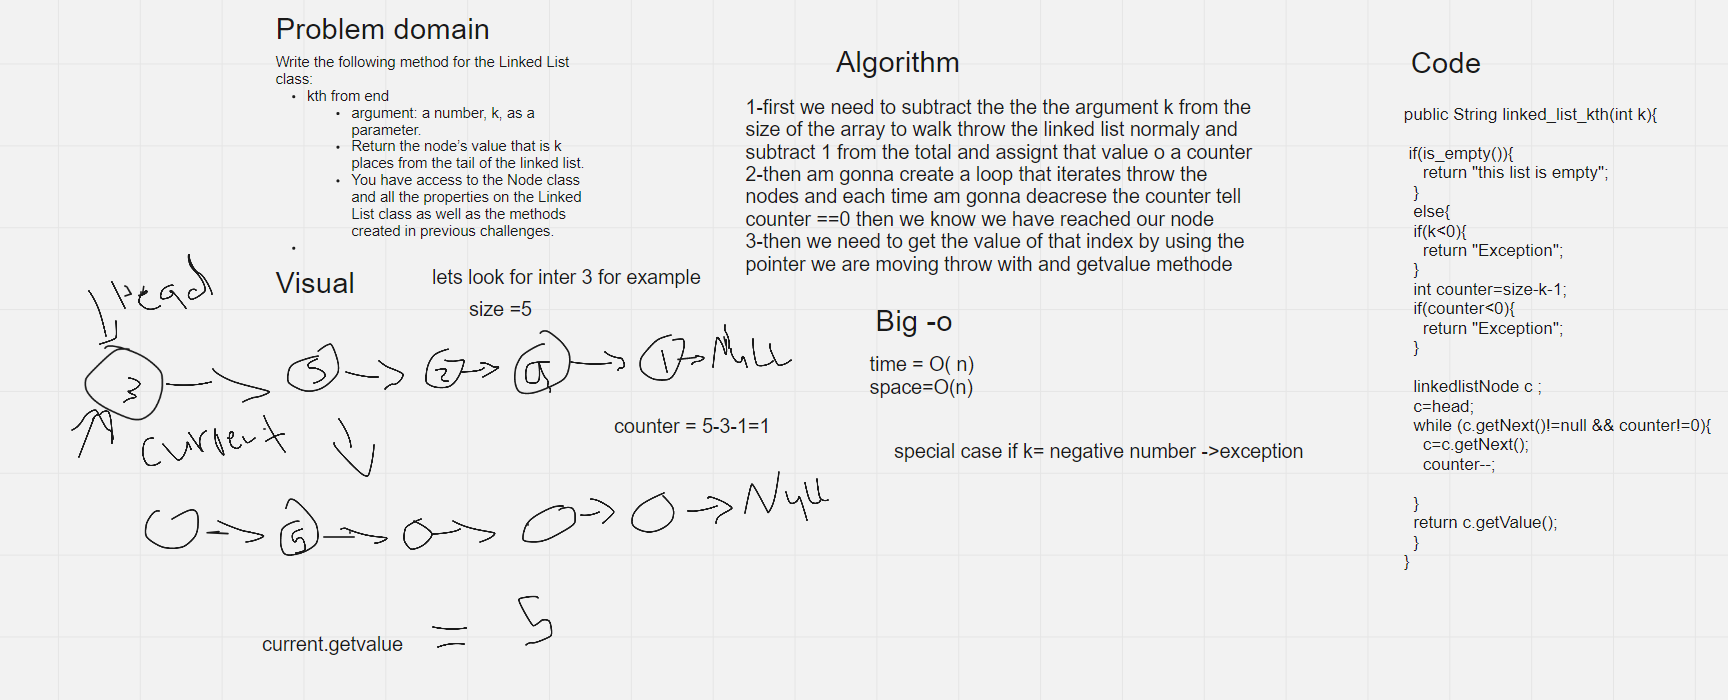 Problem domain
Write the following method for the Linked List
class:
• kth from end
• argument: a number, k, as a
parameter.
• Return the node's value that is k
places from the tail of the linked list.
• You have access to the Node class
and all the properties on the Linked
List class as well as the methods
created in previous challenges.
•
Visual
lets look for inter 3 for example
size =5
Head
3
5
2
1
Null
current
counter = 5-3-1=1
5
Null
current.getvalue
= 5
Algorithm
1-first we need to subtract the the the argument k from the
size of the array to walk throw the linked list normaly and
subtract 1 from the total and assignt that value o a counter
2-then am gonna create a loop that iterates throw the
nodes and each time am gonna deacrese the counter tell
counter ==0 then we know we have reached our node
3-then we need to get the value of that index by using the
pointer we are moving throw with and getvalue methode
Big -o
time = O( n)
space=O(n)
special case if k= negative number ->exception
Code
public String linked_list_kth(int k){
if(is_empty()){
return "this list is empty";
}
else{
if(k<0){
return "Exception";
}
int counter=size-k-1;
if(counter<0){
return "Exception";
}
linkedlistNode c ;
c=head;
while (c.getNext()!=null && counter!=0){
c=c.getNext();
counter--;
}
return c.getValue();
}
}